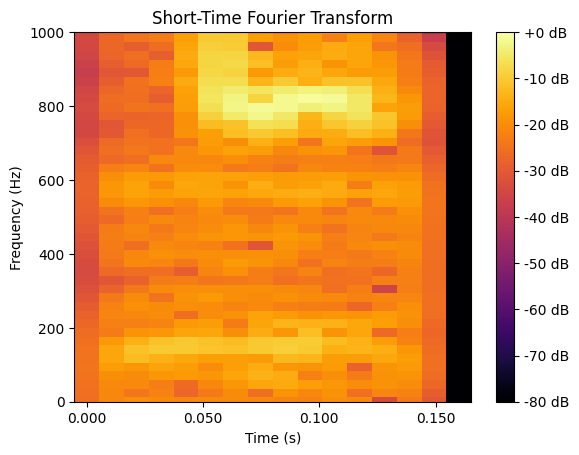 Short-Time Fourier Transform
1000
800
600
400
200
0
Frequency (Hz)
0.000
0.050
0.100
0.150
Time (s)
+0 dB
-10 dB
-20 dB
-30 dB
-40 dB
-50 dB
-60 dB
-70 dB
-80 dB